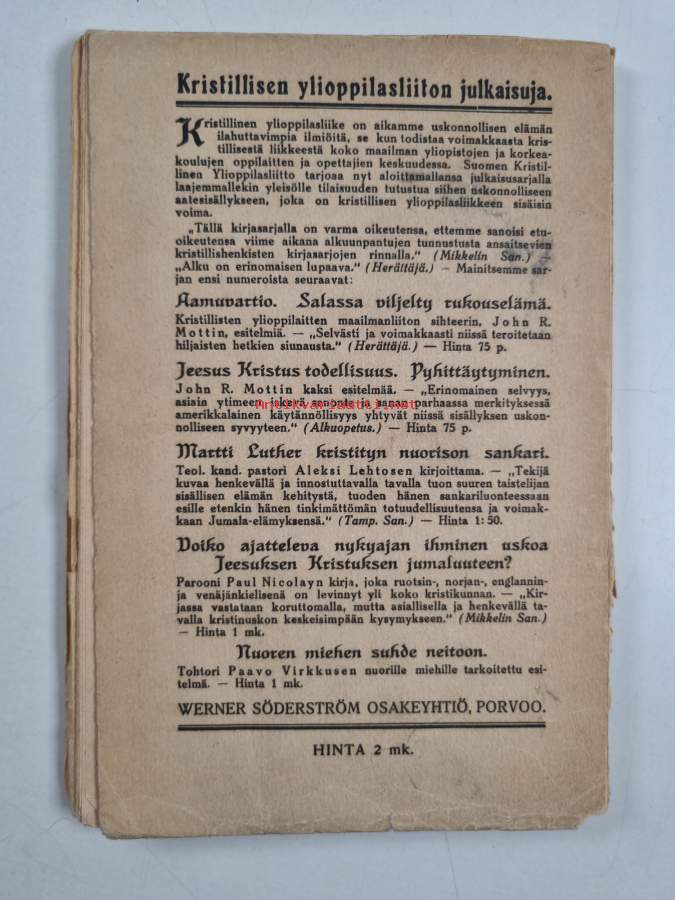 Kristillisen ylioppilasliiton julkaisuja.
Kristillinen ylioppilasliike on aikamme uskonnollisen elämän
ilahuttavimpia ilmiöitä, se kun todistaa voimakkaasta kris-
tillisestä liikkeestä koko maailman yliopistojen ja korkea-
koulujen oppilaitten ja opettajien keskuudessa. Suomen Kristil-
linen Ylioppilasliitto tarjoaa nyt aloittamallansa julkaisusarjalla
laajemmallekin yleisölle tilaisuuden tutustua siihen uskonnolliseen
aatesisällykseen, joka on kristillisen ylioppilasliikkeen sisäisin
voima.
„Tällä kirjasarjalla on varma oikeutensa, ettemme sanoisi etu-
oikeutensa viime aikana alkuunpantujen tunnustusta ansaitsevien
kristillishenkisten kirjasarjojen rinnalla.“ (Mikkelin San.) —
„Alku on erinomaisen lupaava.“ (Herättäjä.) — Mainitsemme sar-
jan ensi numeroista seuraavat:
Aamuvartio. Salassa viljelty rukouselämä.
Kristillisten ylioppilaitten maailmanliiton sihteerin, John R.
Mottin, esitelmiä. — „Selvästi ja voimakkaasti niissä teroitetaan
hiljaisten hetkien siunausta.“ (Herättäjä.) — Hinta 75 p.
Jeesus Kristus todellisuus. Pyhittäytyminen.
John R. Mottin kaksi esitelmää. — „Erinomainen selvyys,
asiain ytimeen iskevä sanonta ja sanan parhaassa merkityksessä
amerikkalainen käytännöllisyys yhtyvät niissä sisällyksen uskon-
nolliseen syvyyteen.“ (Alkuopetus.) — Hinta 75 p.
Martti Luther kristityn nuorison sankari.
Teol. kand. pastori Aleksi Lehtosen kirjoittama. — „Tekijä
kuvaa henkevällä ja innostuttavalla tavalla tuon suuren taistelijan
sisällisen elämän kehitystä, tuoden hänen sankariluonteessaan
esille etenkin hänen tinkimättömän totuudellisuutensa ja voimak-
kaan Jumala-elämyksensä.“ (Tamp. San.) — Hinta 1:50.
Voiko ajatteleva nykyajan ihminen uskoa
Jeesuksen Kristuksen jumaluuteen?
Parooni Paul Nicolayn kirja, joka ruotsin-, norjan-, englannin-
ja venäjänkielisenä on levinnyt yli koko kristikunnan. — „Kir-
jassa vastataan koruttomalla, mutta asiallisella ja henkevällä ta-
valla kristinuskon keskeisimpään kysymykseen.“ (Mikkelin San.)
— Hinta 1 mk.
Nuoren miehen suhde neitoon.
Tohtori Paavo Virkkusen nuorille miehille tarkoitettu esi-
telmä. — Hinta 1 mk.
WERNER SÖDERSTRÖM OSAKEYHTIÖ, PORVOO.
HINTA 2 mk.